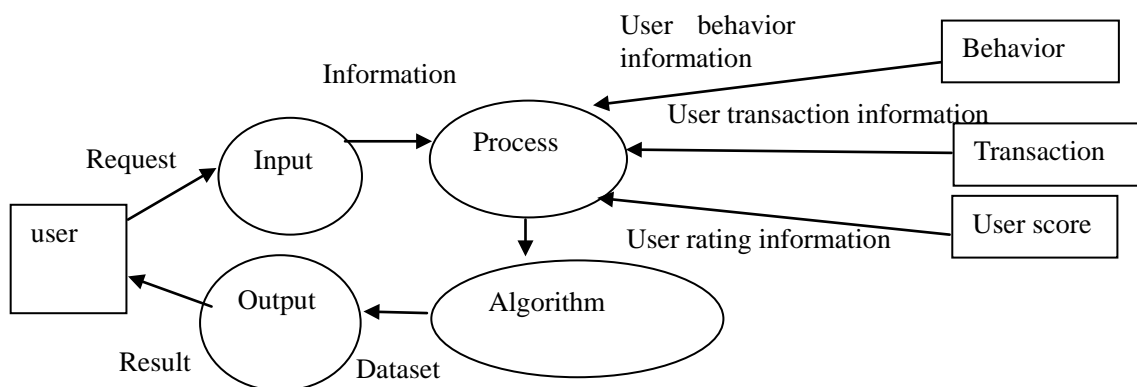 User behavior
information
Behavior
Information
User transaction information
Process
Transaction
Request
Input
user
User score
User rating information
Output
Algorithm
Result
Dataset